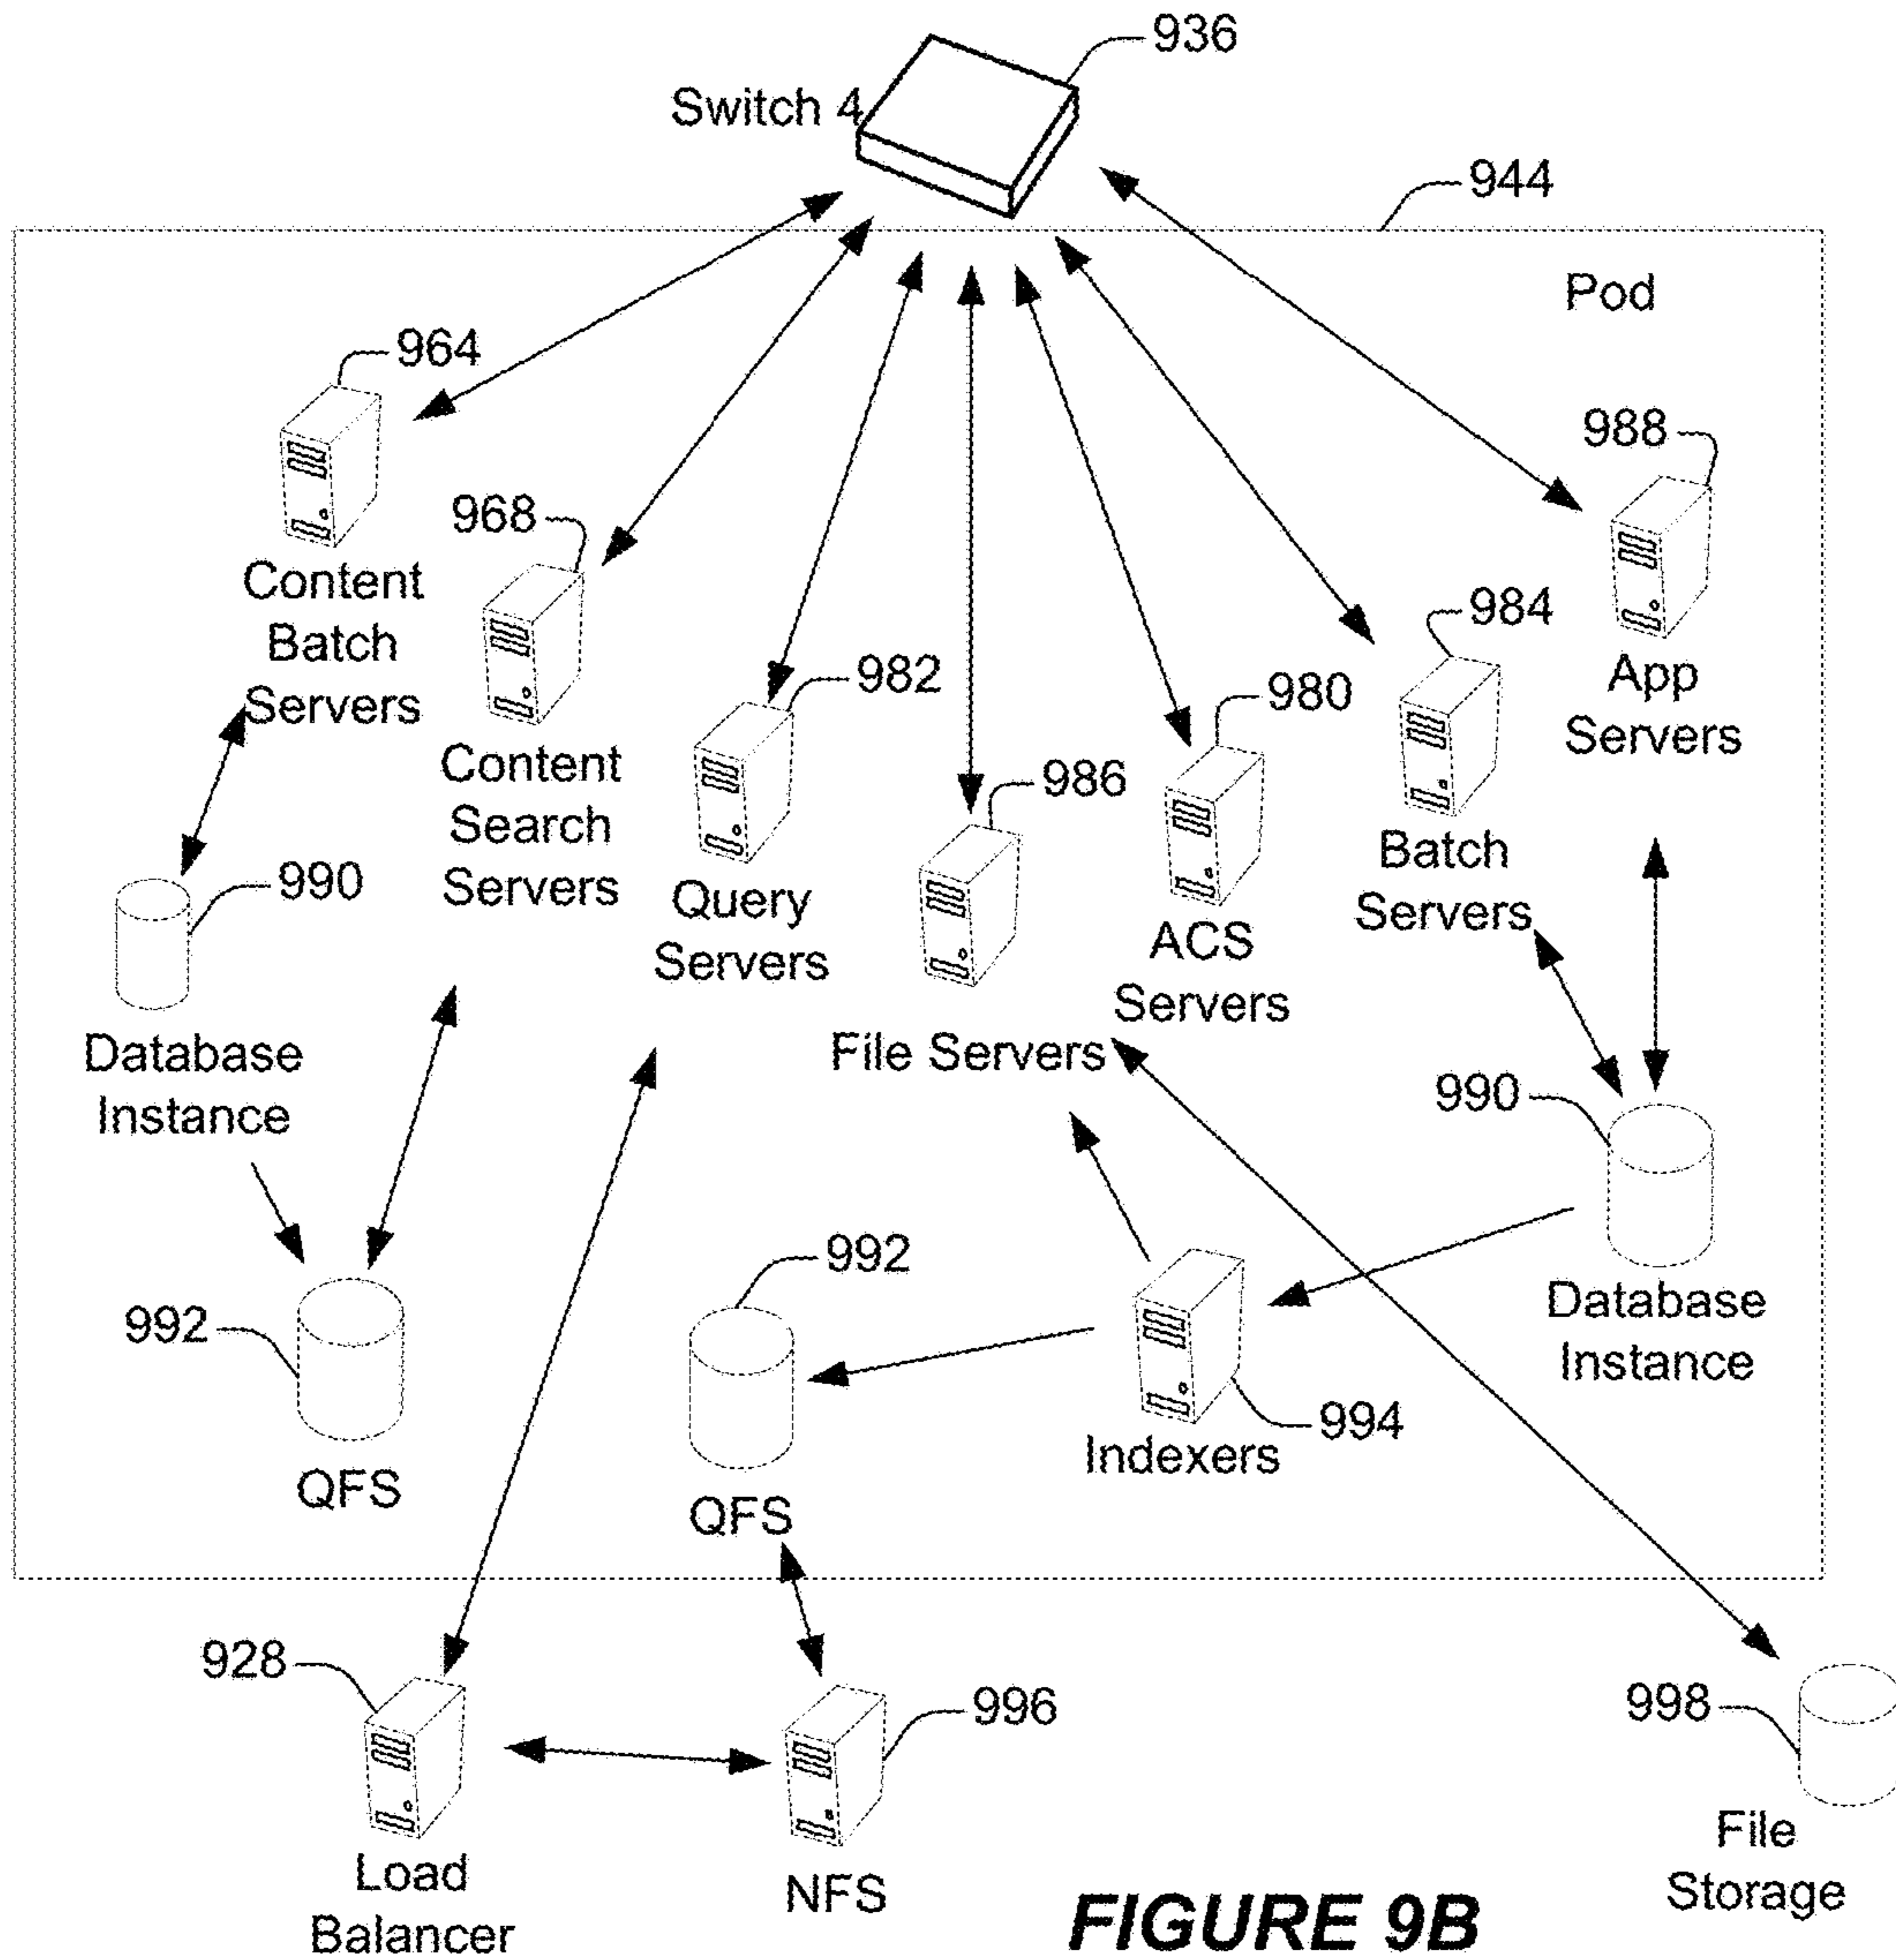 936
Switch 4
944
Pod
964
988
968
984
Content
Batch
Servers
982
980
App
Servers
Content
Search
Servers
986
Batch
Servers
990
Query
Servers
ACS
Servers
Database
Instance
File Servers
990
992
992
Database
Instance
994
Indexers
QFS
QFS
928
996
998
Load
Balancer
NFS
File
Storage
FIGURE 9B